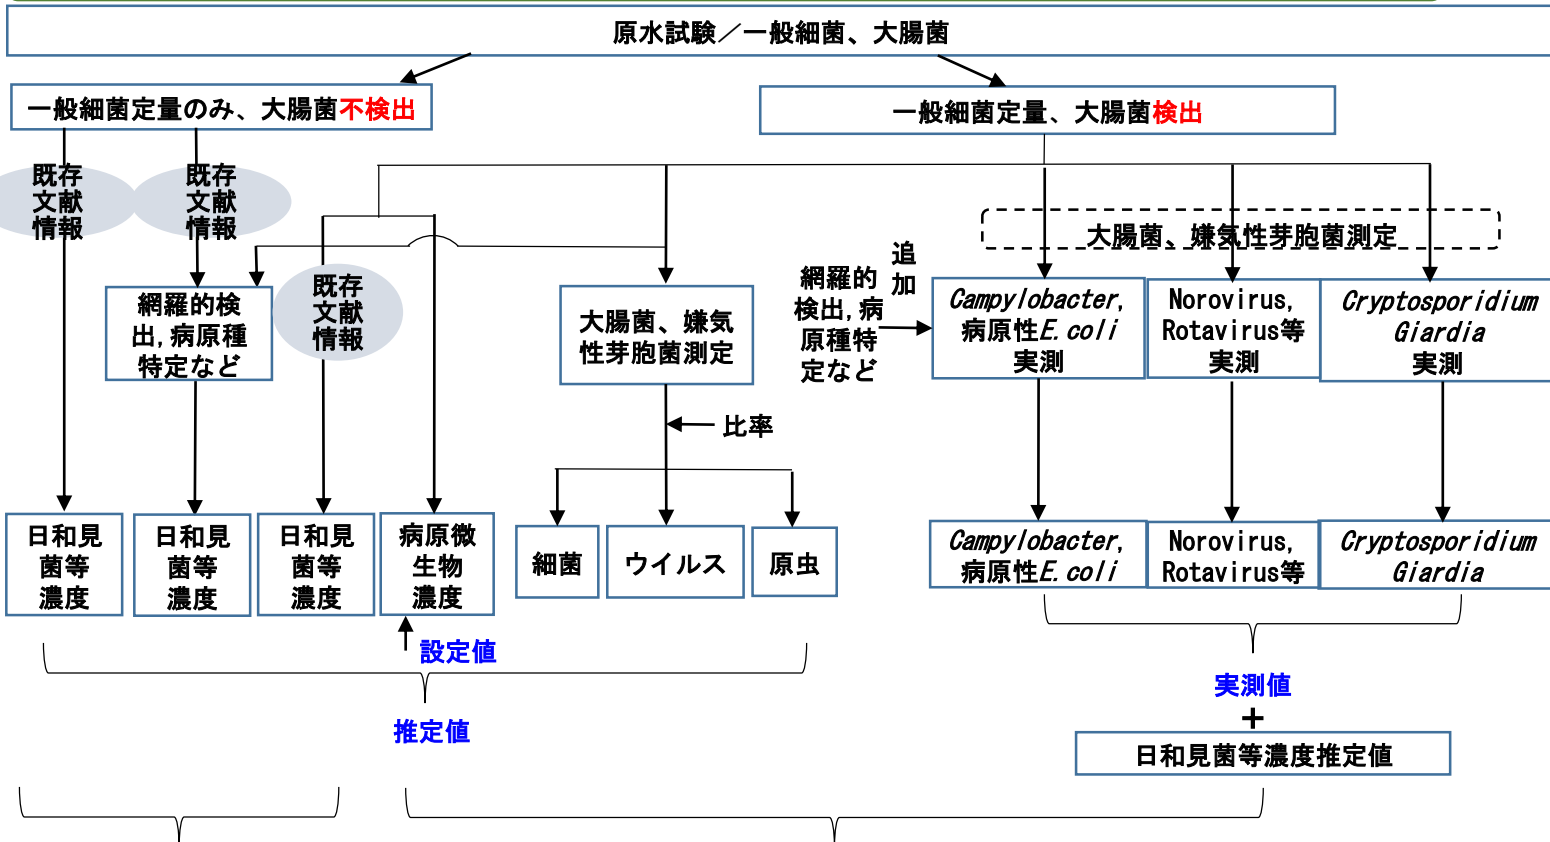 原水試験／一般細菌、大腸菌
一般細菌定量のみ、大腸菌不検出
一般細菌定量、大腸菌検出
既存
文献
情報
既存
文献
情報
既存
文献
情報
大腸菌、嫌気性芽胞菌測定
網羅的検
出,病原種
特定など
大腸菌、嫌気
性芽胞菌測定
追
加
網羅的
検出,病
原種特
定など
Campylobacter,
病原性E.coli
実測
Norovirus,
Rotavirus等
実測
Cryptosporidium
Giardia
実測
比率
日和見
菌等
濃度
日和見
菌等
濃度
日和見
菌等
濃度
病原微
生物
濃度
細菌
ウイルス
原虫
Campylobacter,
病原性E.coli
Norovirus,
Rotavirus等
Cryptosporidium
Giardia
設定値
推定値
実測値
＋
日和見菌等濃度推定値